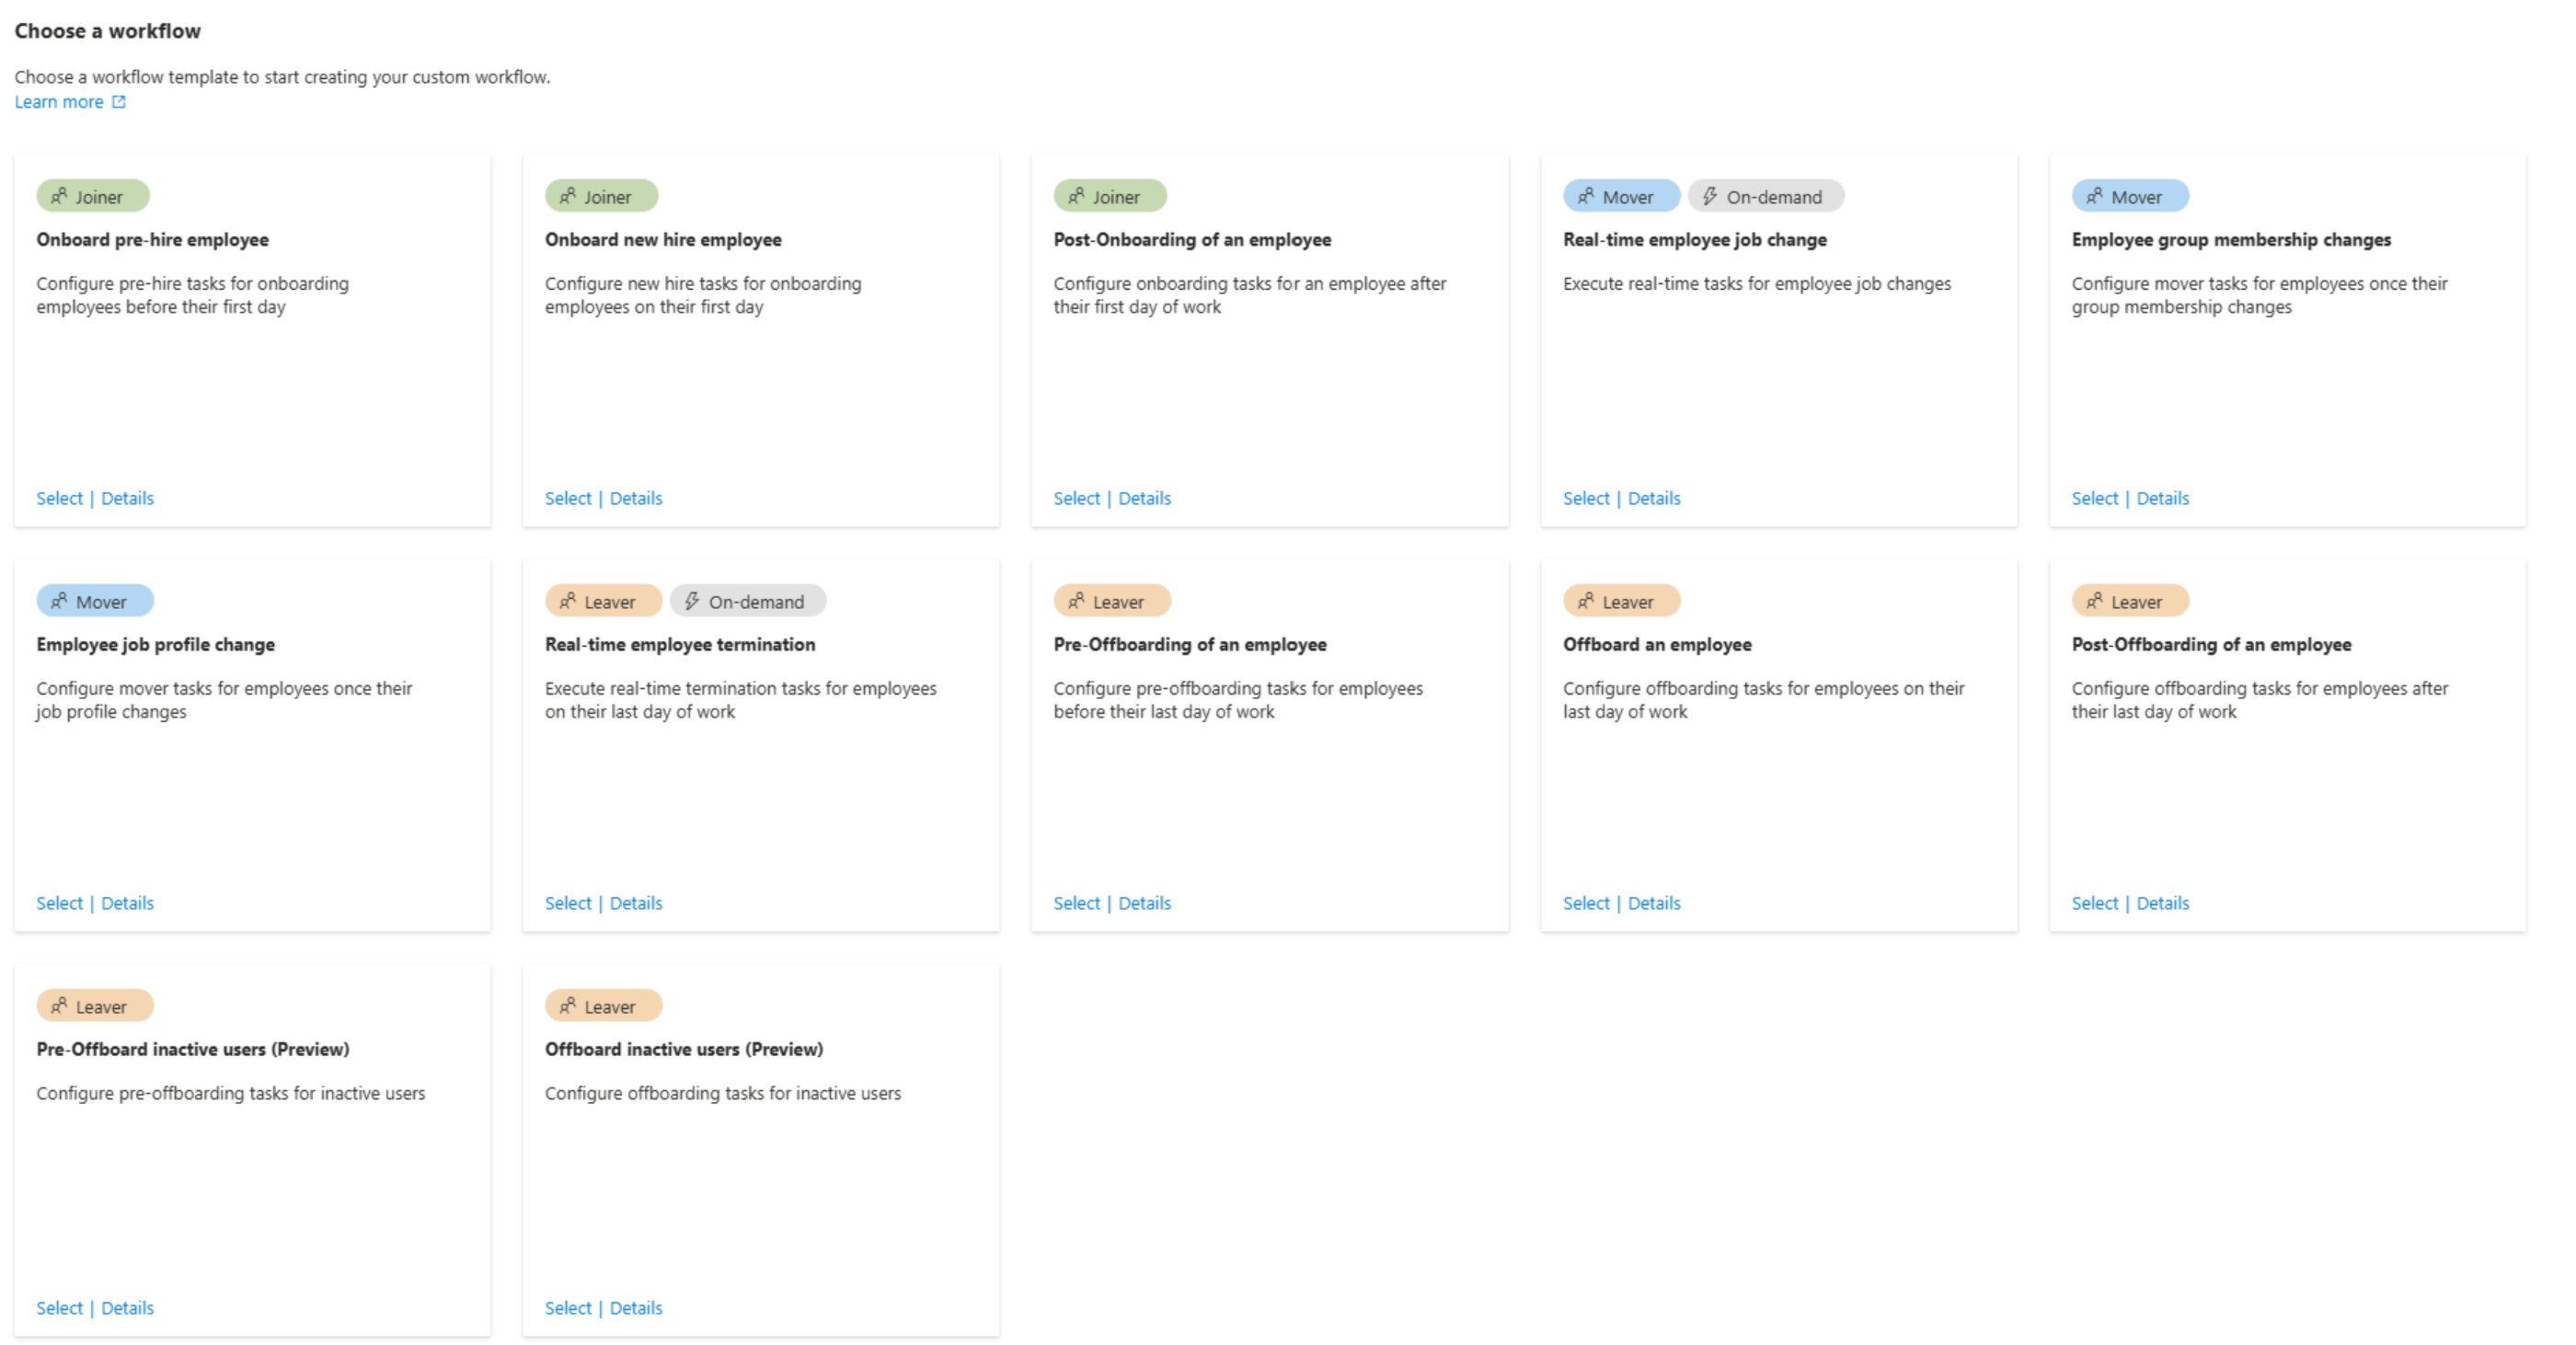 Choose a workflow
Choose a workflow template to start creating your custom workflow.
Learn more
Joiner
Onboard pre-hire employee
Configure pre-hire tasks for onboarding
employees before their first day
Select | Details
Joiner
Onboard new hire employee
Configure new hire tasks for onboarding
employees on their first day
Select | Details
Joiner
Post-Onboarding of an employee
Configure onboarding tasks for an employee after
their first day of work
Select | Details
Mover On-demand
Real-time employee job change
Execute real-time tasks for employee job changes
Select | Details
Mover
Employee group membership changes
Configure mover tasks for employees once their
group membership changes
Select | Details
Mover
Employee job profile change
Configure mover tasks for employees once their
job profile changes
Select | Details
Leaver On-demand
Real-time employee termination
Execute real-time termination tasks for employees
on their last day of work
Select | Details
Leaver
Pre-Offboarding of an employee
Configure pre-offboarding tasks for employees
before their last day of work
Select | Details
Leaver
Offboard an employee
Configure offboarding tasks for employees on their
last day of work
Select | Details
Leaver
Post-Offboarding of an employee
Configure offboarding tasks for employees after
their last day of work
Select | Details
Leaver
Pre-Offboard inactive users (Preview)
Configure pre-offboarding tasks for inactive users
Select | Details
Leaver
Offboard inactive users (Preview)
Configure offboarding tasks for inactive users
Select | Details